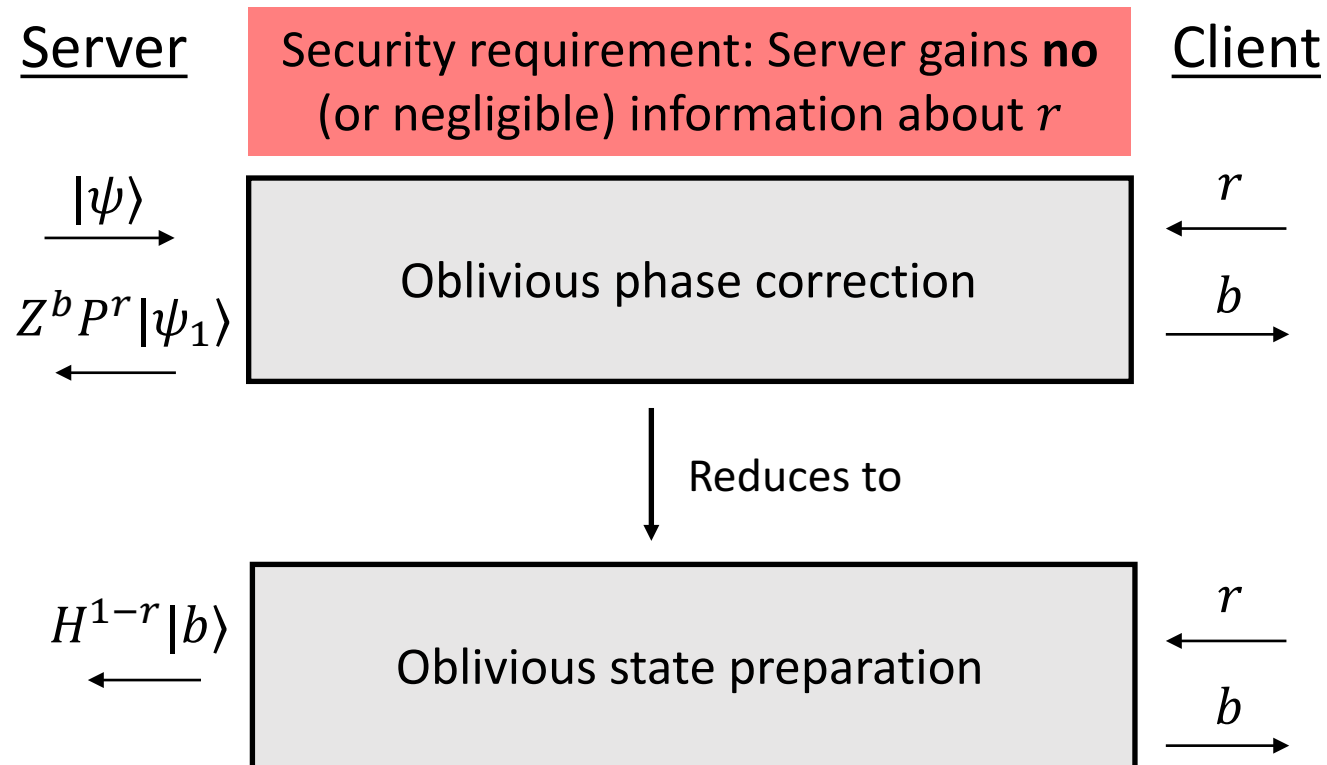 Server
Security requirement: Server gains no
(or negligible) information about r
Client
|ψ⟩
r
Oblivious phase correction
Z^b P^r |ψ_1⟩
b
Reduces to
H^{1−r} |b⟩
r
Oblivious state preparation
b